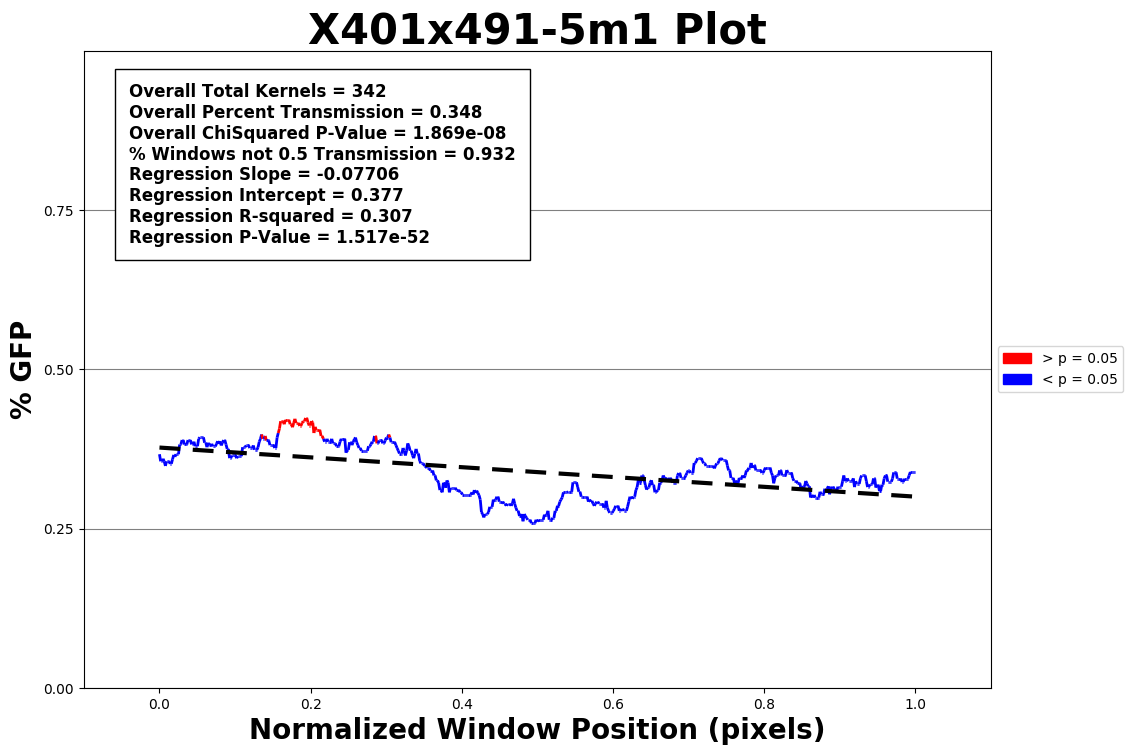 X401x491-5m1 Plot
Overall Total Kernels = 342
Overall Percent Transmission = 0.348
Overall ChiSquared P-Value = 1.869e-08
% Windows not 0.5 Transmission = 0.932
Regression Slope = -0.07706
Regression Intercept = 0.377
Regression R-squared = 0.307
Regression P-Value = 1.517e-52
% GFP
0.75
0.50
0.25
0.00
> p = 0.05
< p = 0.05
0.0 0.2 0.4 0.6 0.8 1.0
Normalized Window Position (pixels)